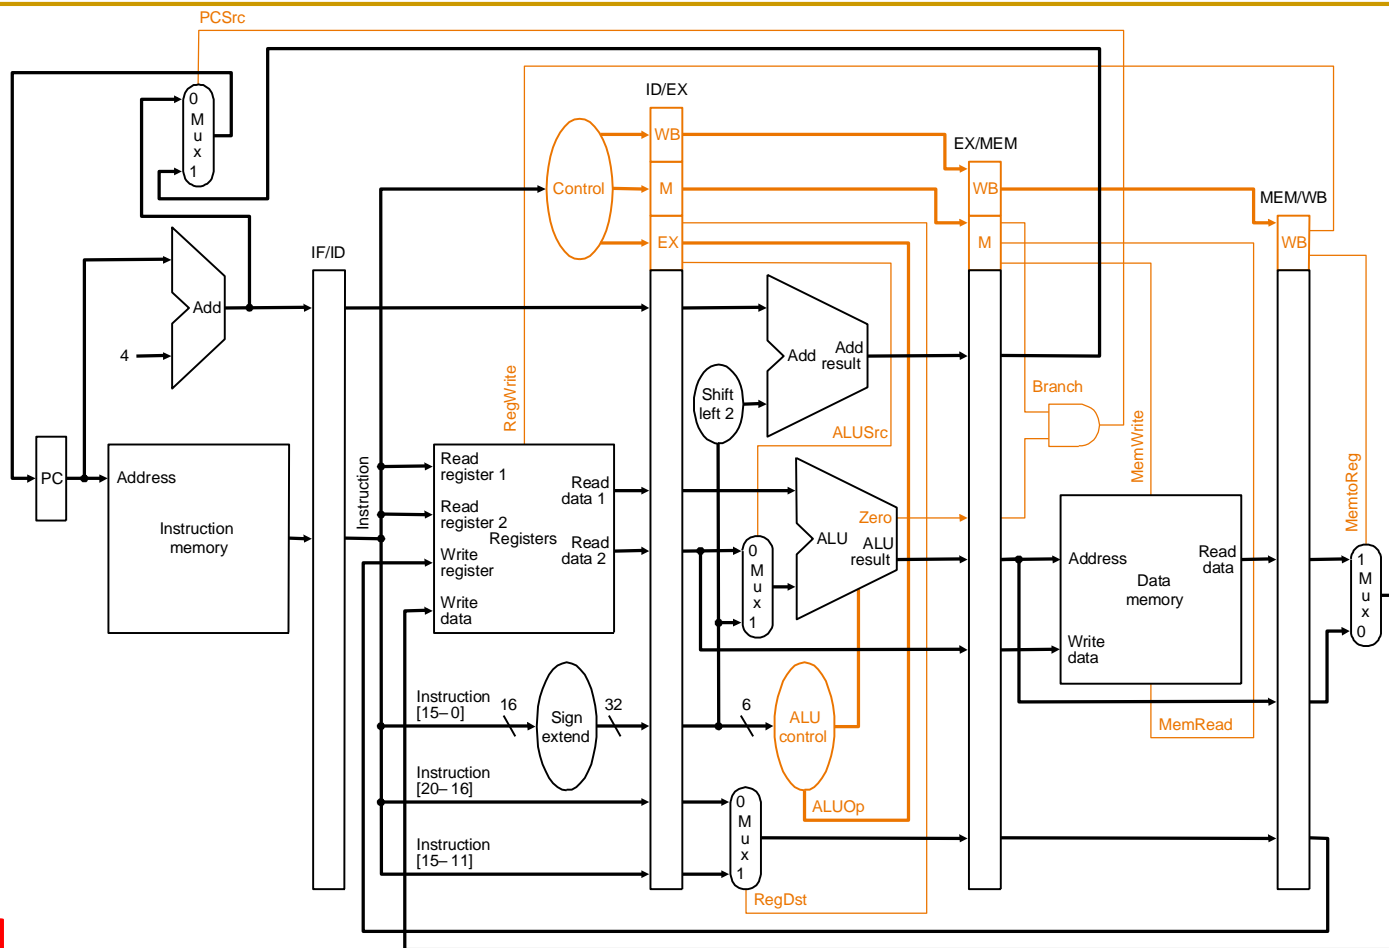 PCSrc
ID/EX
0
M
u
x
1
WB
EX/MEM
Control
M
WB
MEM/WB
IF/ID
EX
M
WB
Add
4
Add
Add
result
Shift
left 2
Branch
RegWrite
ALUSrc
MemWrite
MemtoReg
PC
Address
Instruction
memory
Instruction
Read
register 1
Read
register 2
Registers
Write
register
Write
data
Read
data 1
Read
data 2
0
M
u
x
1
Zero
ALU
ALU
result
Address
Read
data
Data
memory
Write
data
1
M
u
x
0
Instruction
[15–0]
16
Sign
extend
32
6
ALU
control
MemRead
Instruction
[20–16]
ALUOp
0
M
u
x
1
Instruction
[15–11]
RegDst